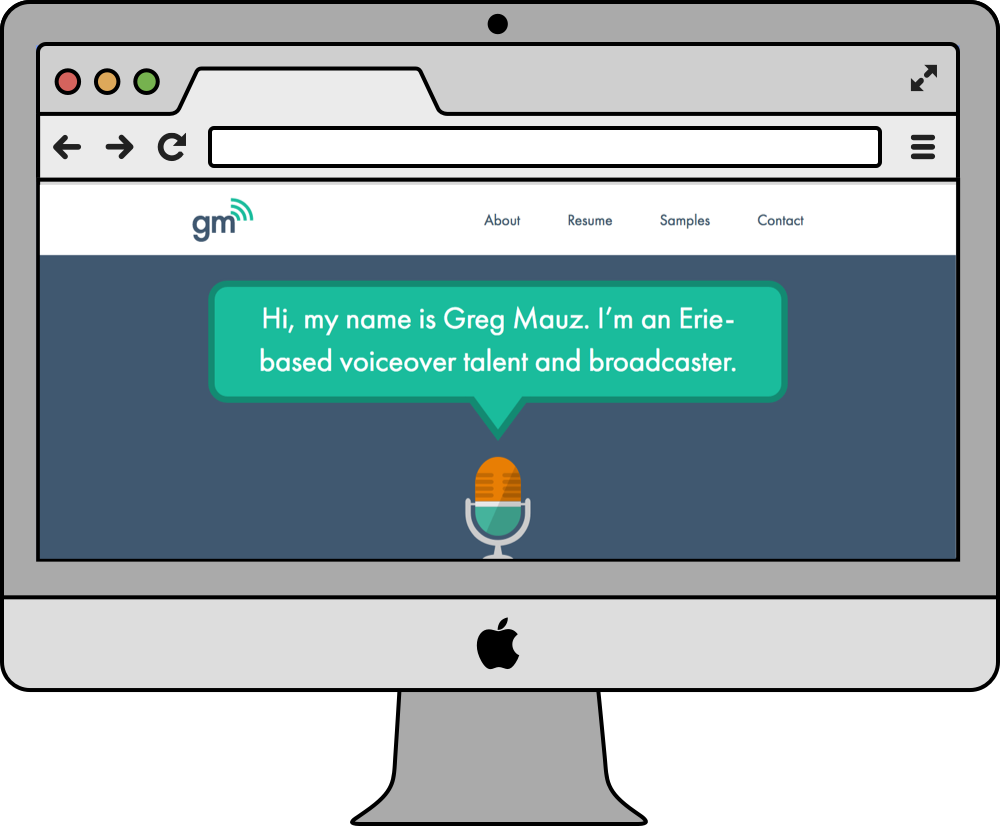 gm
About Resume Samples Contact
Hi, my name is Greg Mauz. I’m an Erie-
based voiceover talent and broadcaster.